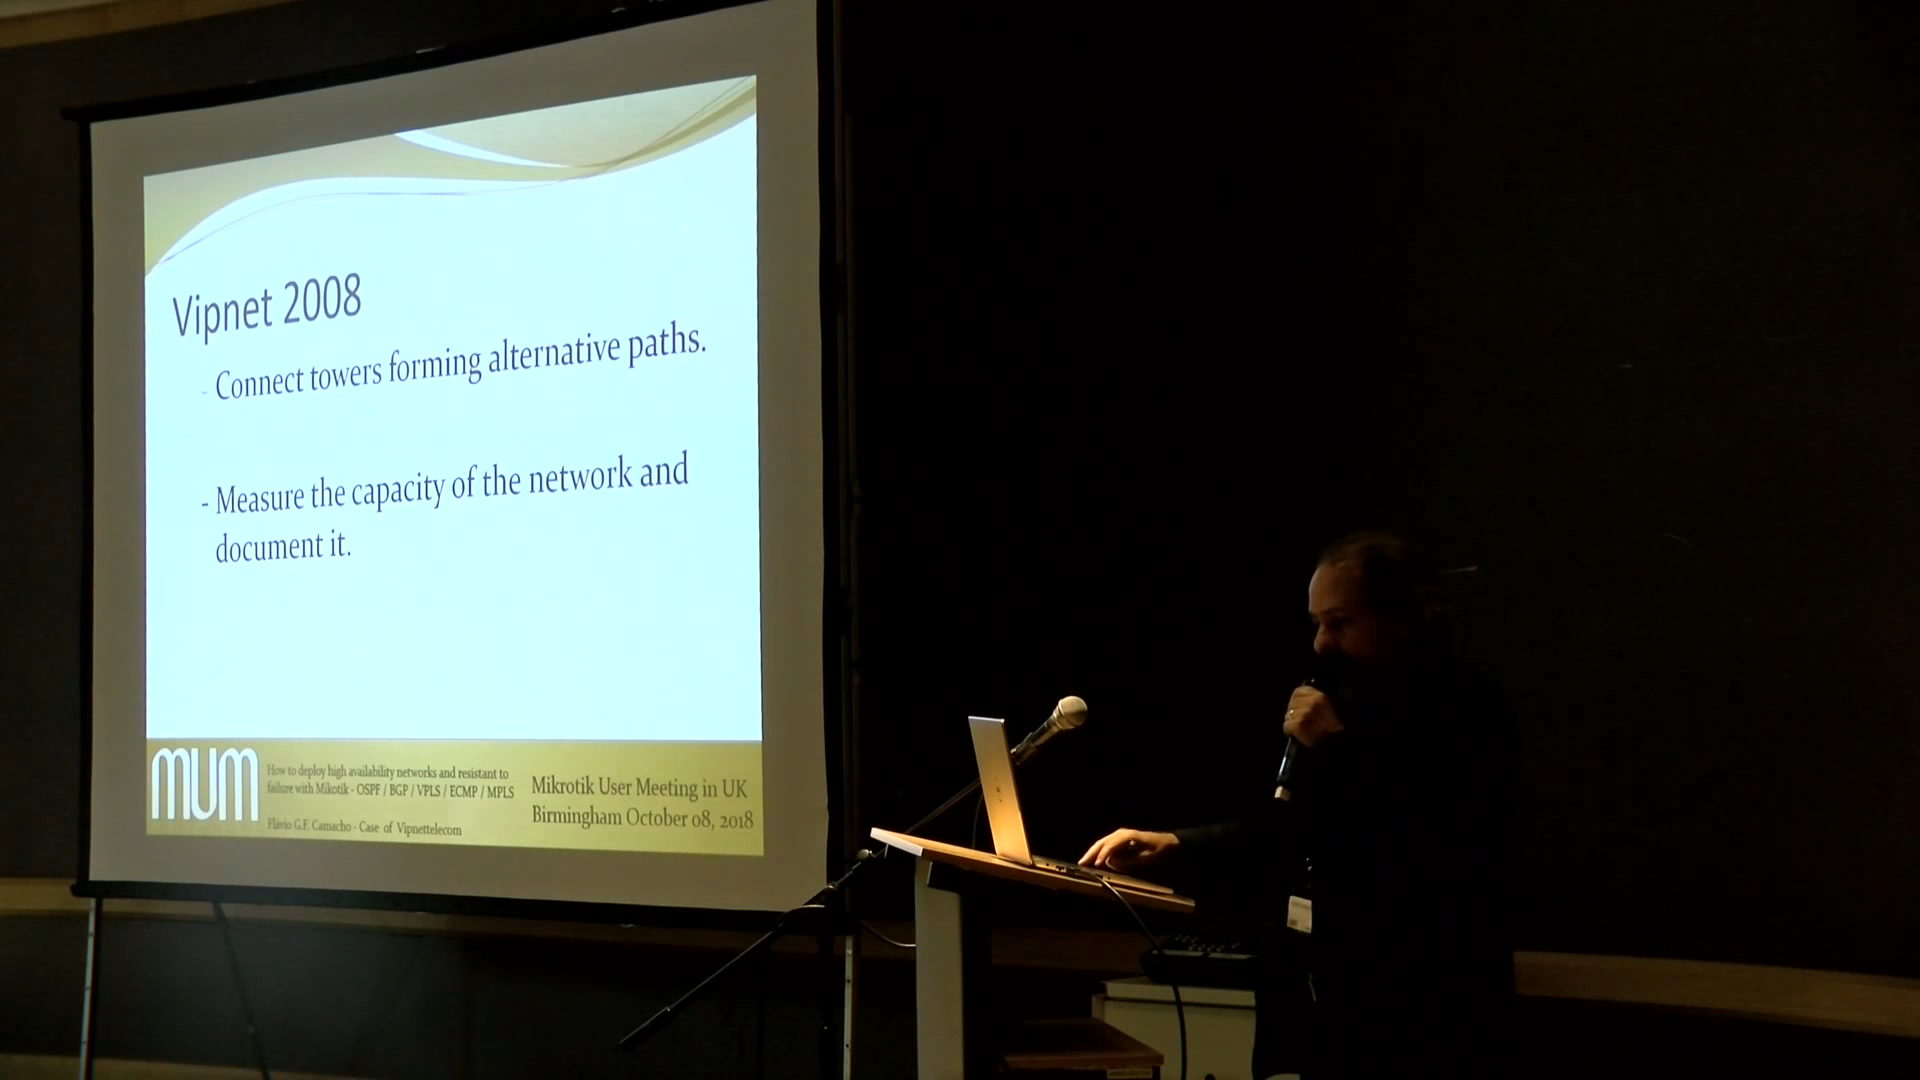 Vipnet 2008
- Connect towers forming alternative paths.
- Measure the capacity of the network and
document it.
mum
How to deploy high availability networks and resistant to
failure with Mikotik - OSPF / BGP / VPLS / ECMP / MPLS
Flávio G.F. Camacho - Case of Vipnettelecom
Mikrotik User Meeting in UK
Birmingham October 08, 2018